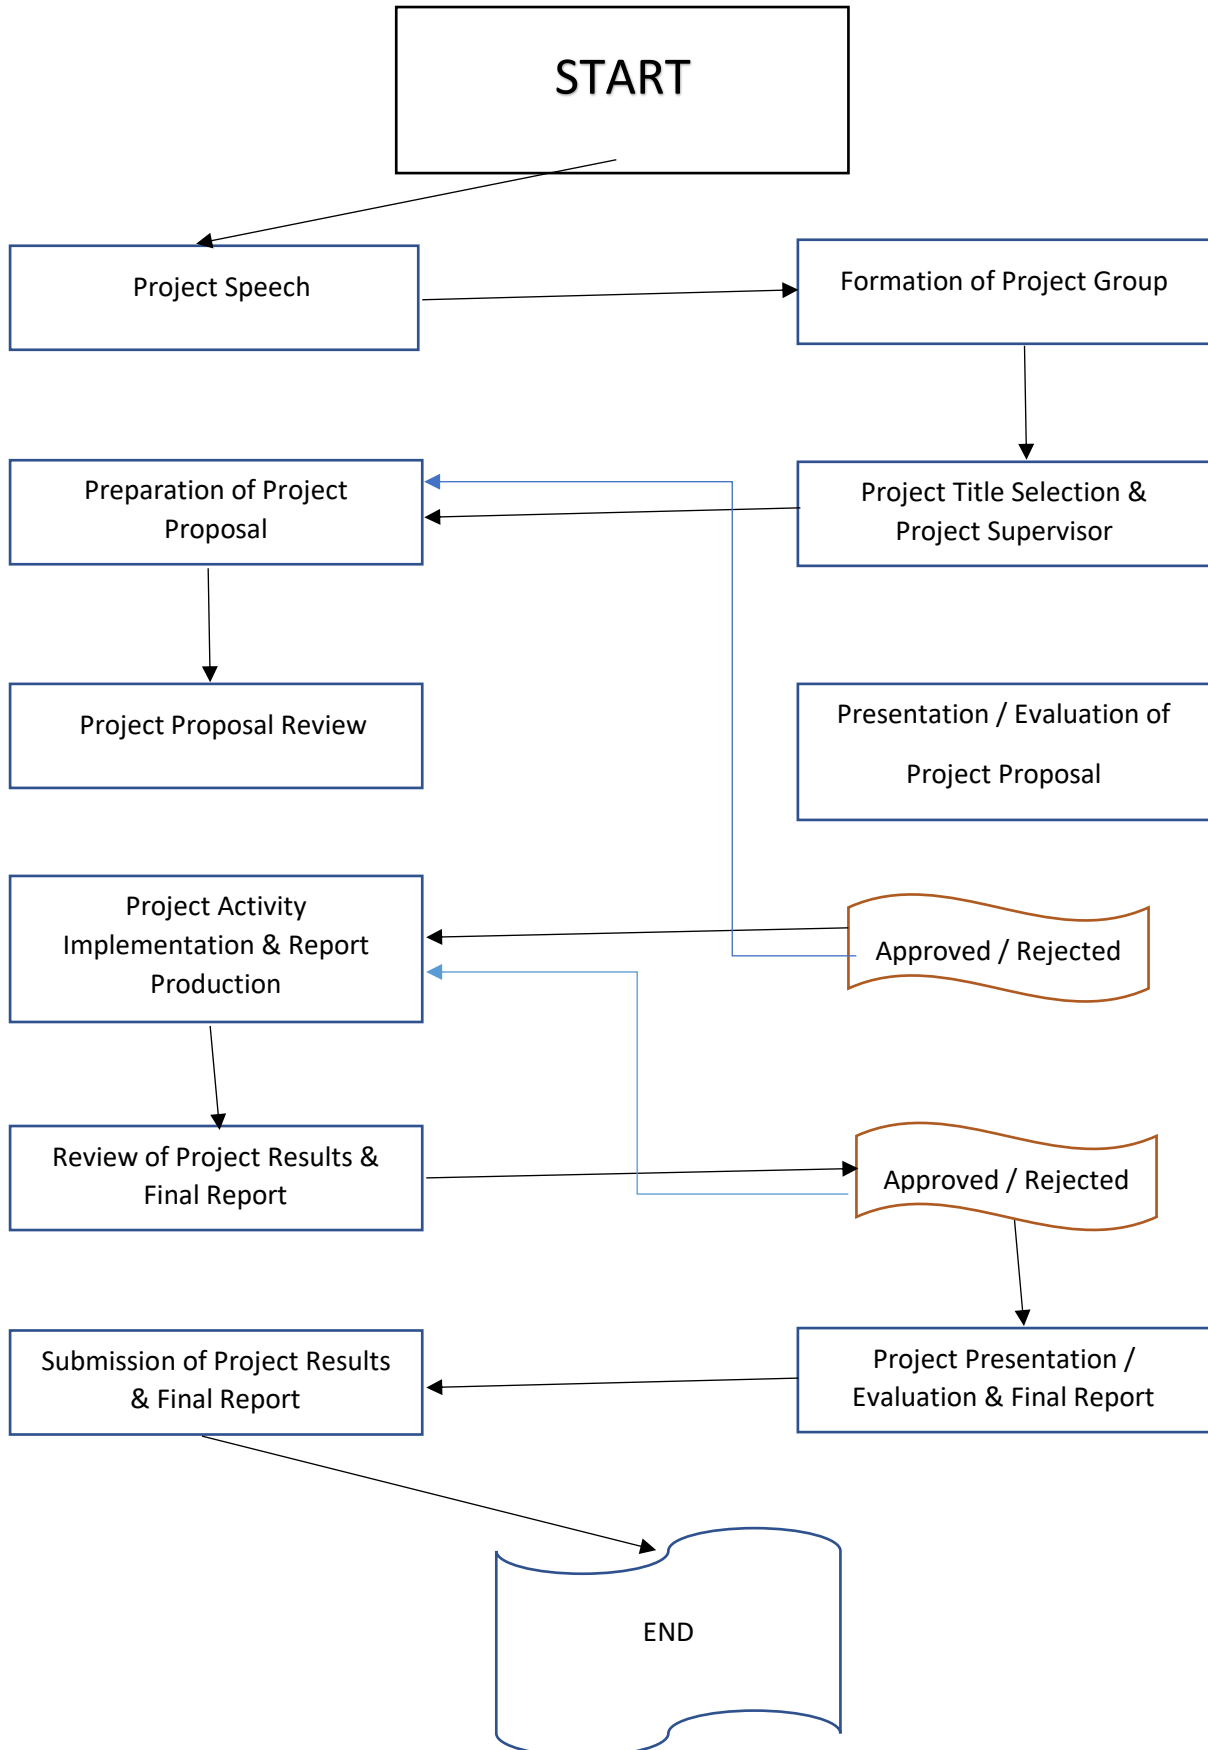 START
Project Speech
Formation of Project Group
Preparation of Project
Proposal
Project Title Selection &
Project Supervisor
Project Proposal Review
Presentation / Evaluation of
Project Proposal
Project Activity
Implementation & Report
Production
Approved / Rejected
Review of Project Results &
Final Report
Approved / Rejected
Submission of Project Results
& Final Report
Project Presentation /
Evaluation & Final Report
END